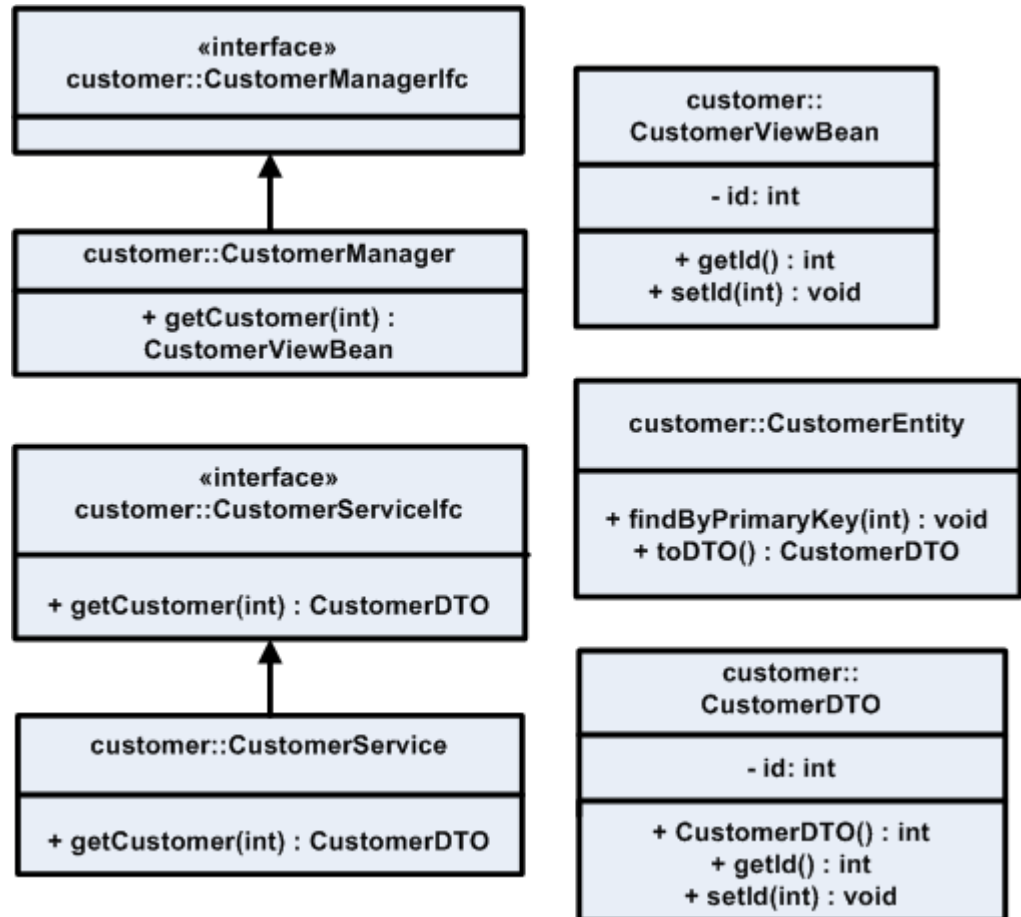 «interface»
customer::CustomerManagerIfc
customer::CustomerManager
+ getCustomer(int) :
CustomerViewBean
«interface»
customer::CustomerServiceIfc
+ getCustomer(int) : CustomerDTO
customer::CustomerService
+ getCustomer(int) : CustomerDTO
customer::
CustomerViewBean
- id: int
+ getId() : int
+ setId(int) : void
customer::CustomerEntity
+ findByPrimaryKey(int) : void
+ toDTO() : CustomerDTO
customer::
CustomerDTO
- id: int
+ CustomerDTO() : int
+ getId() : int
+ setId(int) : void